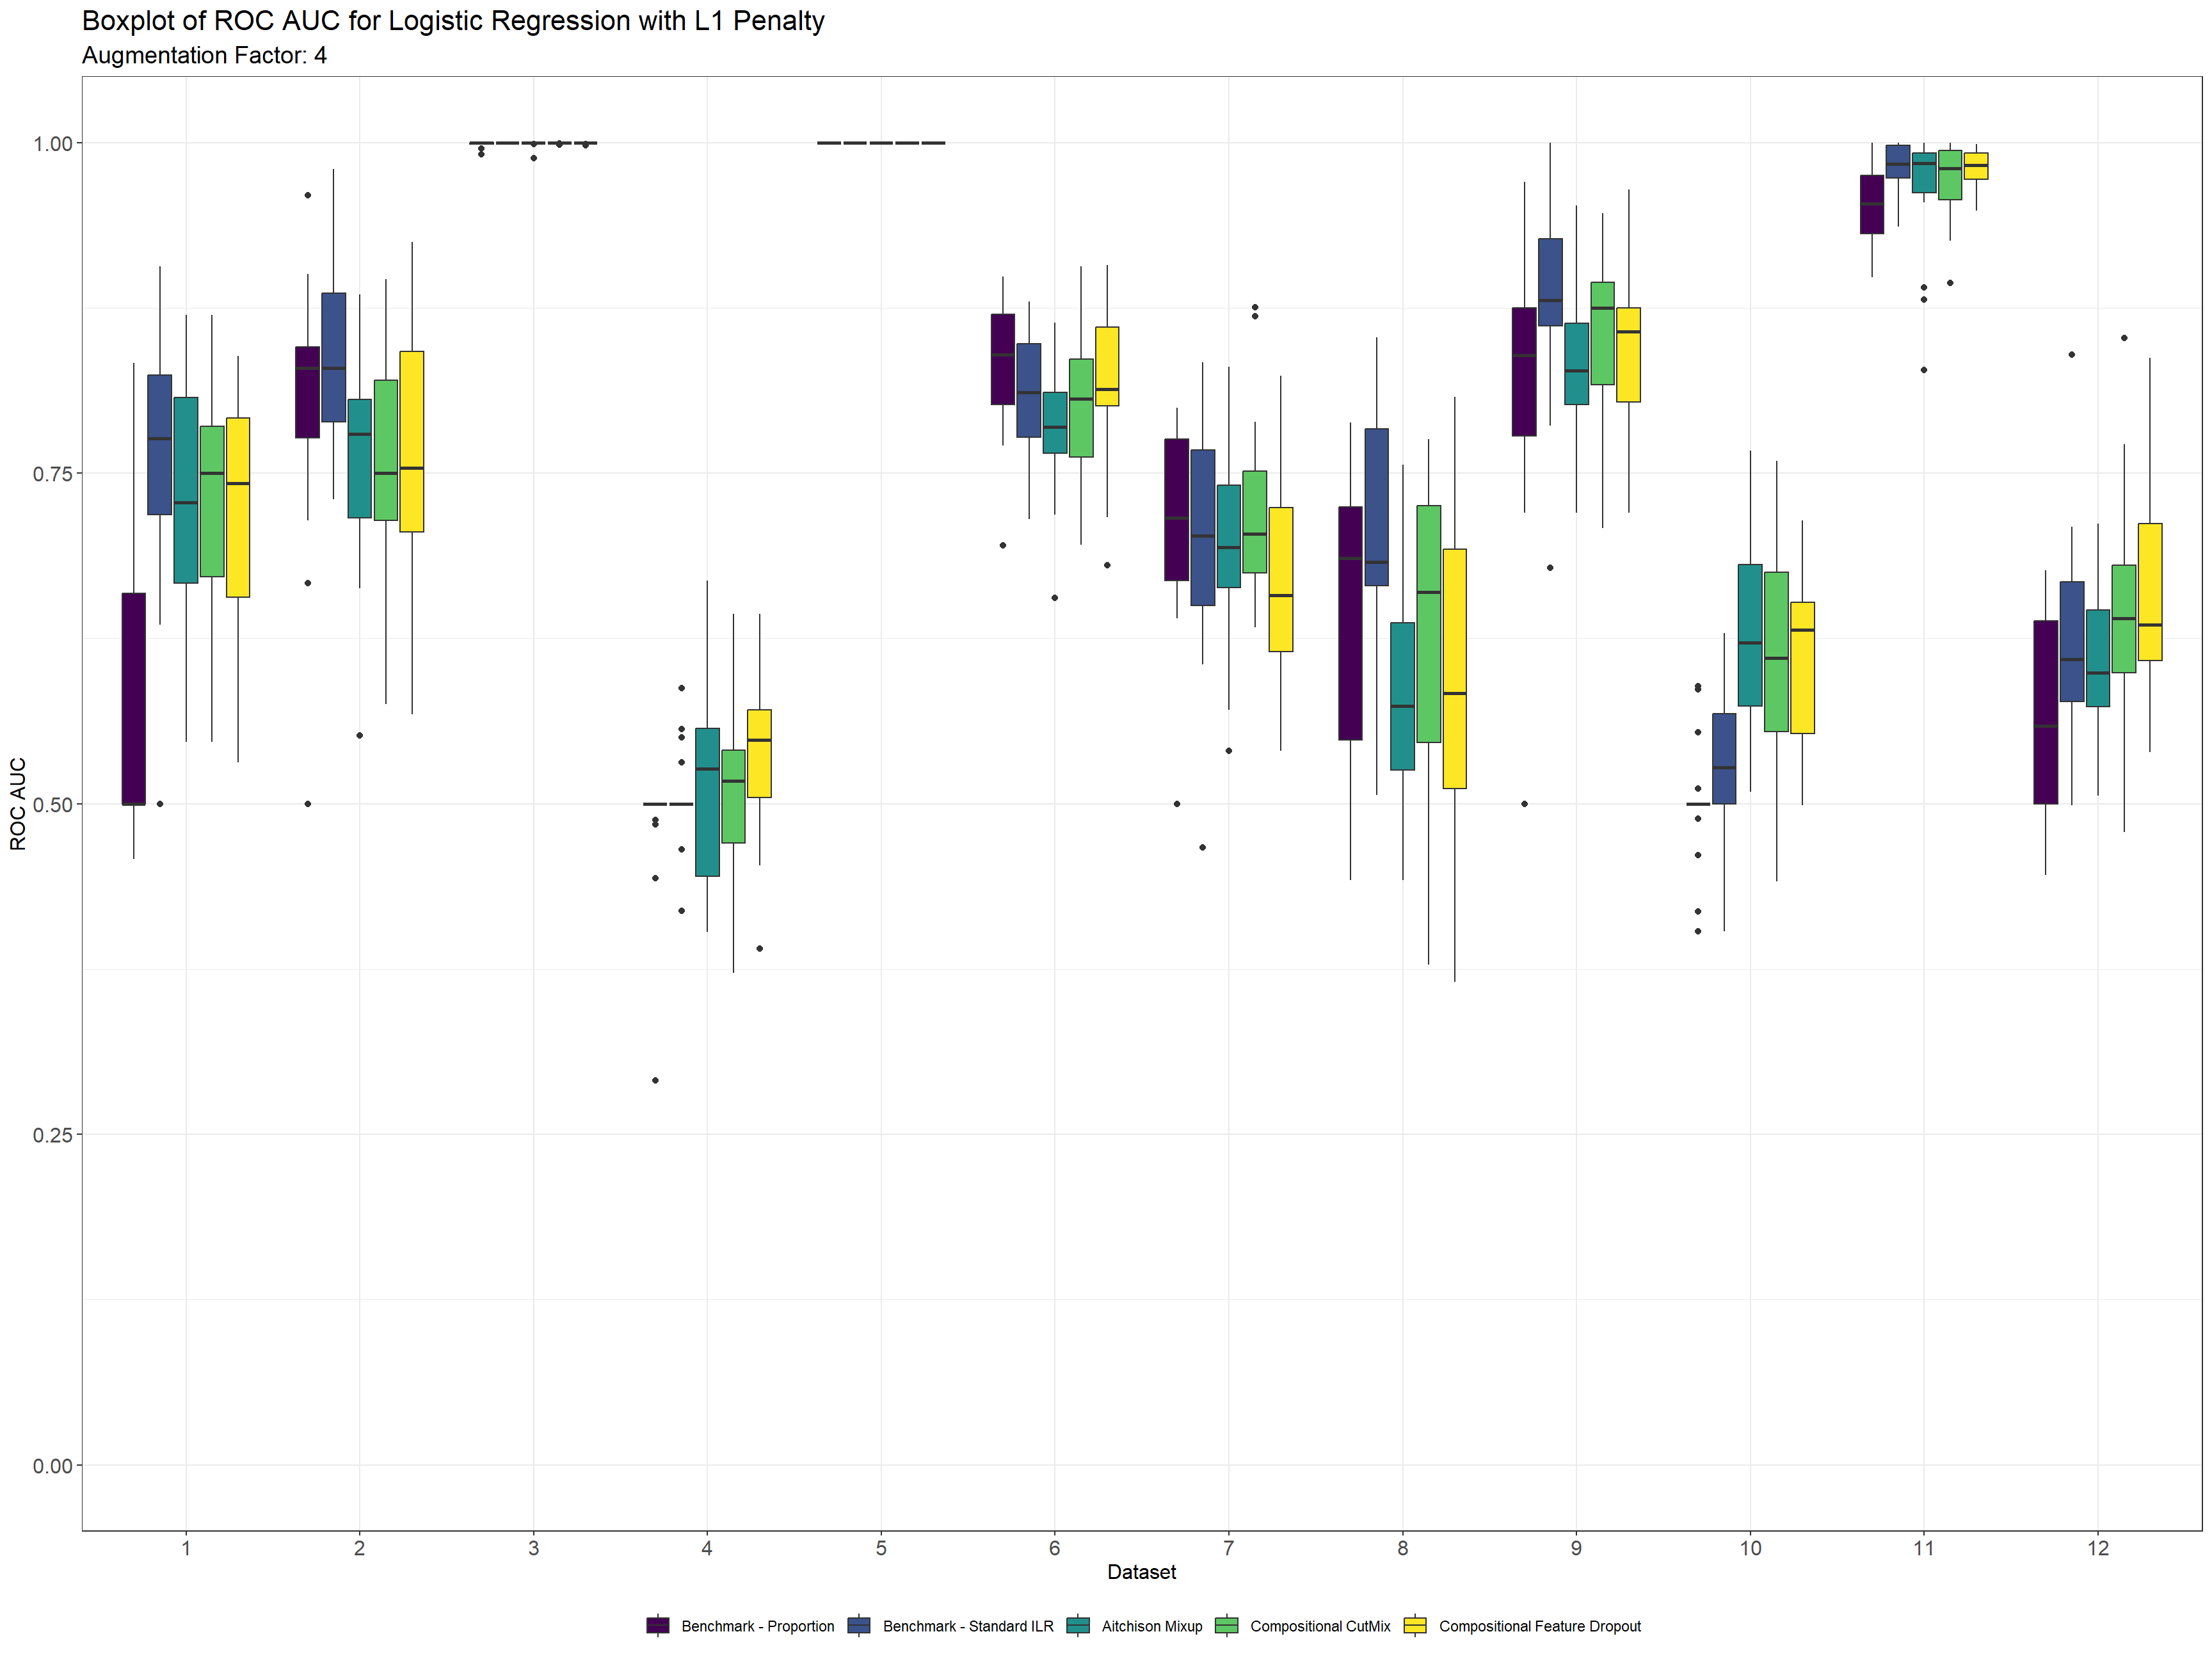 Boxplot of ROC AUC for Logistic Regression with L1 Penalty
Augmentation Factor: 4
1.00
0.75
0.50
0.25
0.00
ROC AUC
1 2 3 4 5 6 7 8 9 10 11 12
Dataset
Benchmark - Proportion Benchmark - Standard ILR Aitchison Mixup Compositional CutMix Compositional Feature Dropout